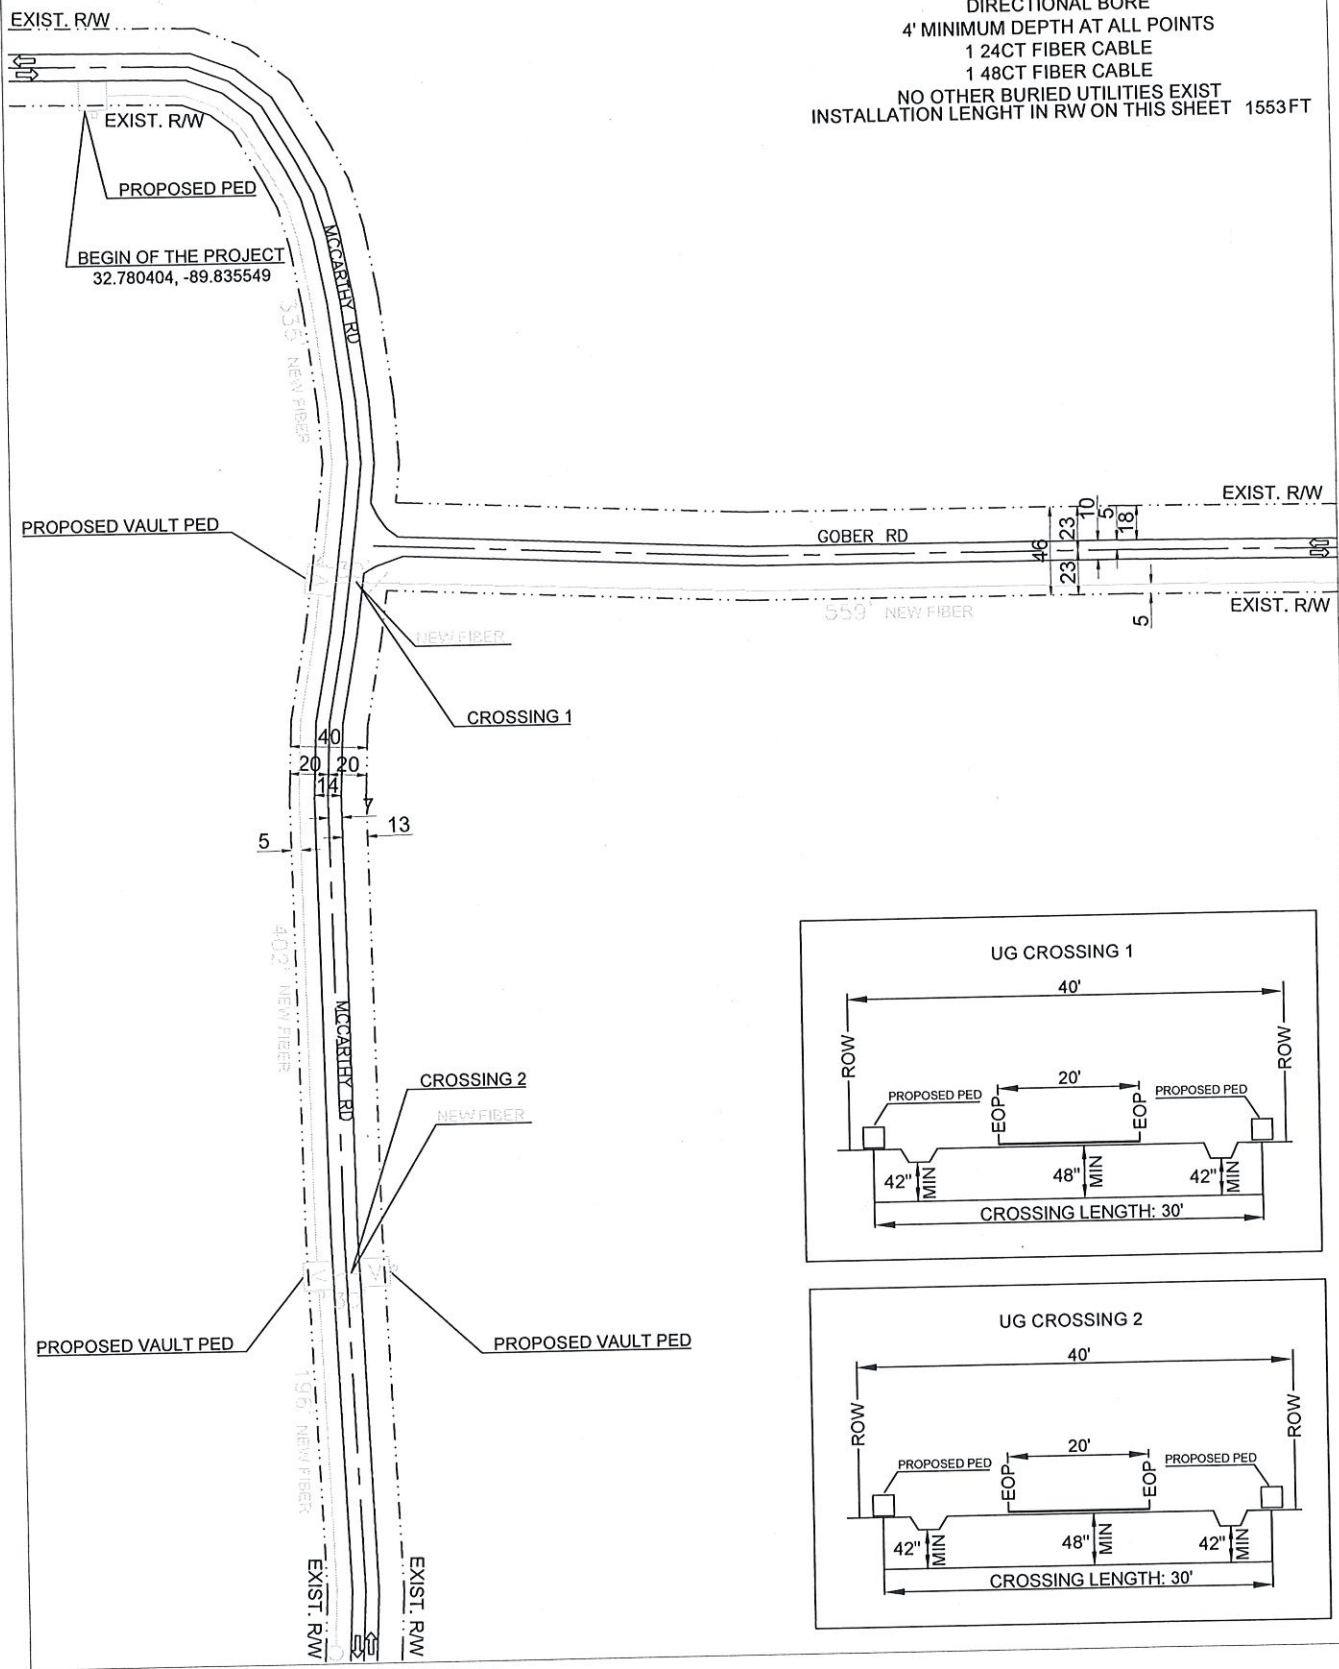 DIRECTIONAL BORE
4' MINIMUM DEPTH AT ALL POINTS
1 24CT FIBER CABLE
1 48CT FIBER CABLE
NO OTHER BURIED UTILITIES EXIST
INSTALLATION LENGHT IN RW ON THIS SHEET 1553FT
EXIST. R/W
EXIST. R/W
PROPOSED PED
BEGIN OF THE PROJECT
32.780404, -89.835549
MCCARTHY RD
NEW FIBER
PROPOSED VAULT PED
V
NEW FIBER
CROSSING 1
GOBER RD
EXIST. R/W
10
5
18
23
46
23
559' NEW FIBER
5
EXIST. R/W
40
20 20
14
7
13
5
402' NEW FIBER
MCCARTHY RD
CROSSING 2
NEW FIBER
V
V
30'
PROPOSED VAULT PED
PROPOSED VAULT PED
196' NEW FIBER
EXIST. R/W
EXIST. R/W
UG CROSSING 1
40'
ROW
ROW
20'
PROPOSED PED
PROPOSED PED
EOP
EOP
42" MIN
48" MIN
42" MIN
CROSSING LENGTH: 30'
UG CROSSING 2
40'
ROW
ROW
20'
PROPOSED PED
PROPOSED PED
EOP
EOP
42" MIN
48" MIN
42" MIN
CROSSING LENGTH: 30'